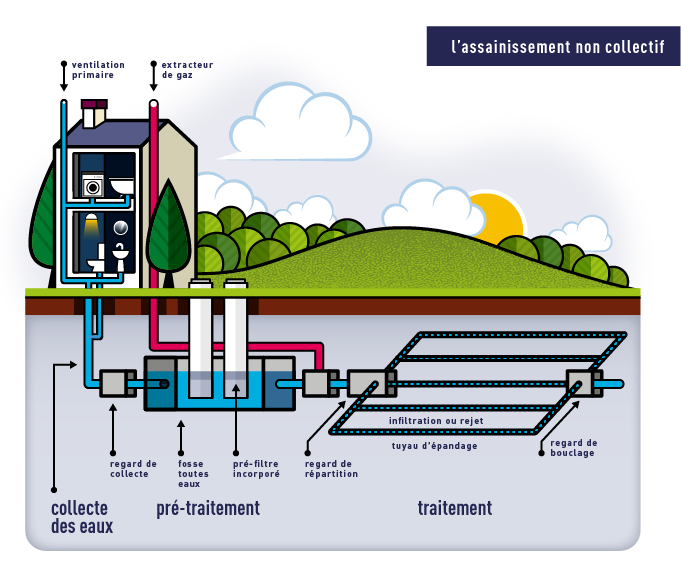 l'assainissement non collectif
ventilation
primaire
extracteur
de gaz
infiltration ou rejet
tuyau d'épandage
regard de
bouclage
regard de
collecte
fosse
toutes
eaux
pré-filtre
incorporé
regard de
répartition
collecte
des eaux
pré-traitement
traitement